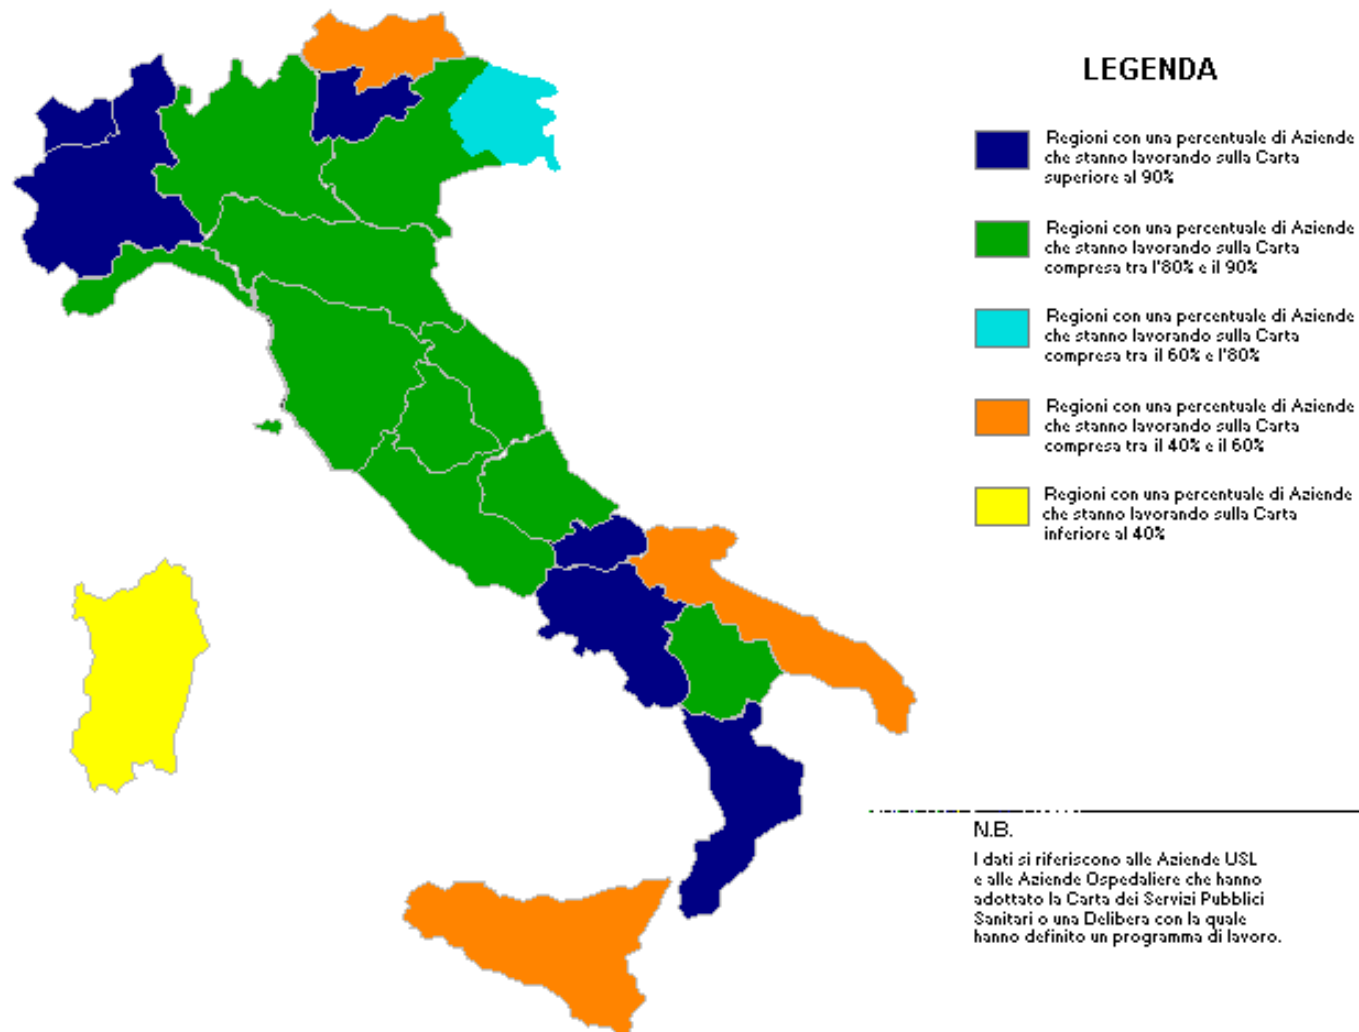 LEGENDA
Regioni con una percentuale di Aziende
che stanno lavorando sulla Carta
superiore al 90%
Regioni con una percentuale di Aziende
che stanno lavorando sulla Carta
compresa tra l'80% e il 90%
Regioni con una percentuale di Aziende
che stanno lavorando sulla Carta
compresa tra il 60% e l'80%
Regioni con una percentuale di Aziende
che stanno lavorando sulla Carta
compresa tra il 40% e il 60%
Regioni con una percentuale di Aziende
che stanno lavorando sulla Carta
inferiore al 40%
N.B.
I dati si riferiscono alle Aziende USL
e alle Aziende Ospedaliere che hanno
adottato la Carta dei Servizi Pubblici
Sanitari o una Delibera con la quale
hanno definito un programma di lavoro.